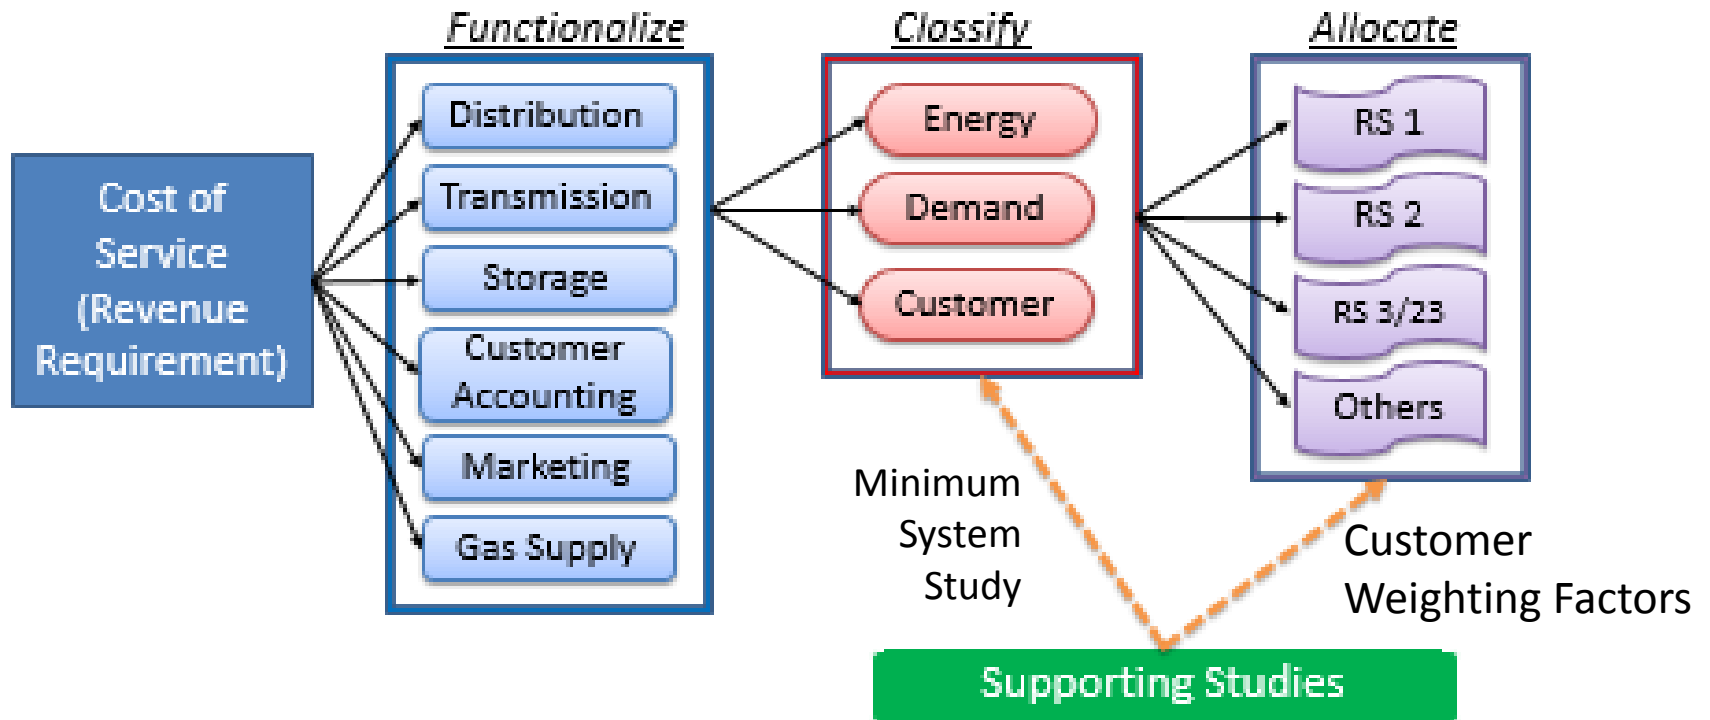 Functionalize
Classify
Allocate
Cost of
Service
(Revenue
Requirement)
Distribution
Transmission
Storage
Customer
Accounting
Marketing
Gas Supply
Energy
Demand
Customer
RS 1
RS 2
RS 3/23
Others
Minimum
System
Study
Customer
Weighting Factors
Supporting Studies